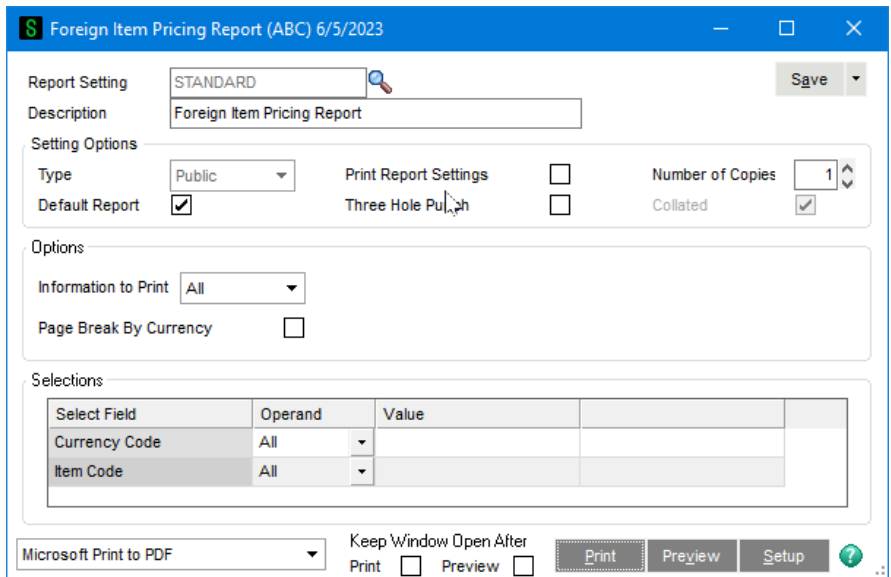 S Foreign Item Pricing Report (ABC) 6/5/2023
Report Setting STANDARD Save
Description Foreign Item Pricing Report
Setting Options
Type Public Print Report Settings Number of Copies 1
Default Report Three Hole Punch Collated
Options
Information to Print All
Page Break By Currency
Selections
Select Field Operand Value
Currency Code All
Item Code All
Keep Window Open After
Microsoft Print to PDF Print Preview Print Preview Setup ?